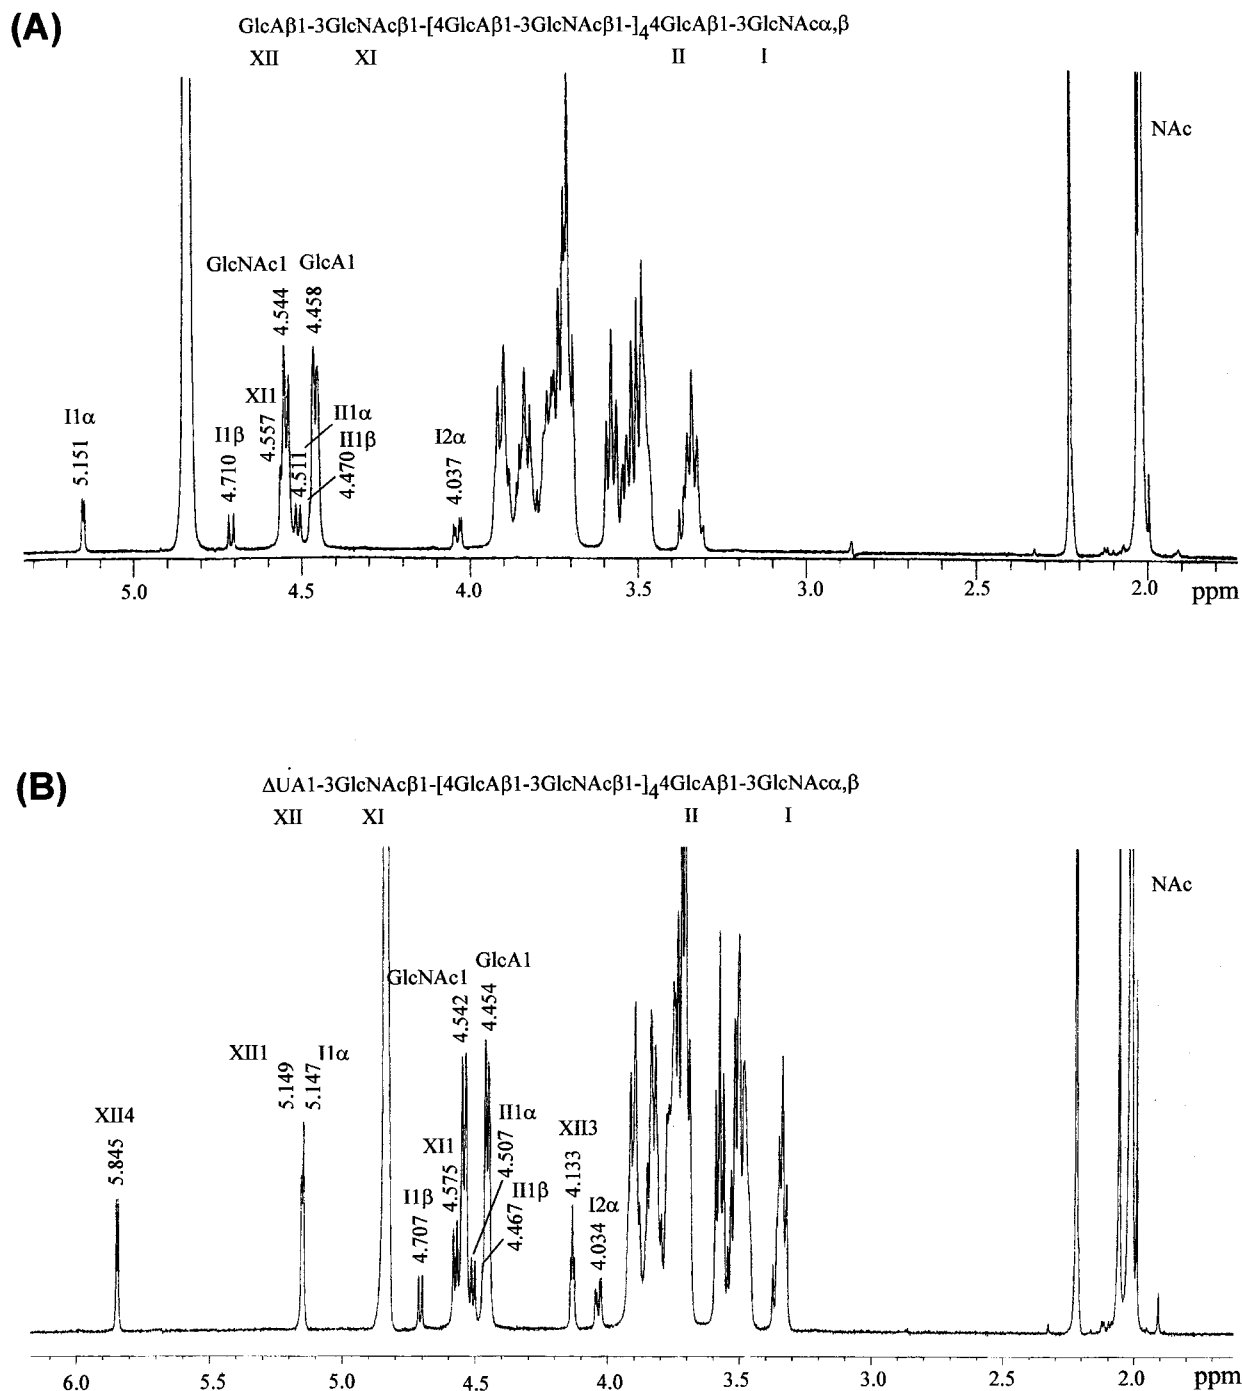 (A)
GlcAβ1-3GlcNAcβ1-[4GlcAβ1-3GlcNAcβ1-]44GlcAβ1-3GlcNAcα,β
XII XI II I
NAc
GlcNAc1 GlcA1
4.544 4.458
XI1
4.557
II1α
4.511
II1β
4.470
I1α
5.151
I1β
4.710
I2α
4.037
5.0 4.5 4.0 3.5 3.0 2.5 2.0 ppm
(B)
ΔUA1-3GlcNAcβ1-[4GlcAβ1-3GlcNAcβ1-]44GlcAβ1-3GlcNAcα,β
XII XI II I
NAc
GlcNAc1 GlcA1
4.542 4.454
XII1 I1α
5.149 5.147
XII4
5.845
XI1
4.575
II1α
4.507
II1β
4.467
XII3
4.133
I1β
4.707
I2α
4.034
6.0 5.5 5.0 4.5 4.0 3.5 3.0 2.5 2.0 ppm